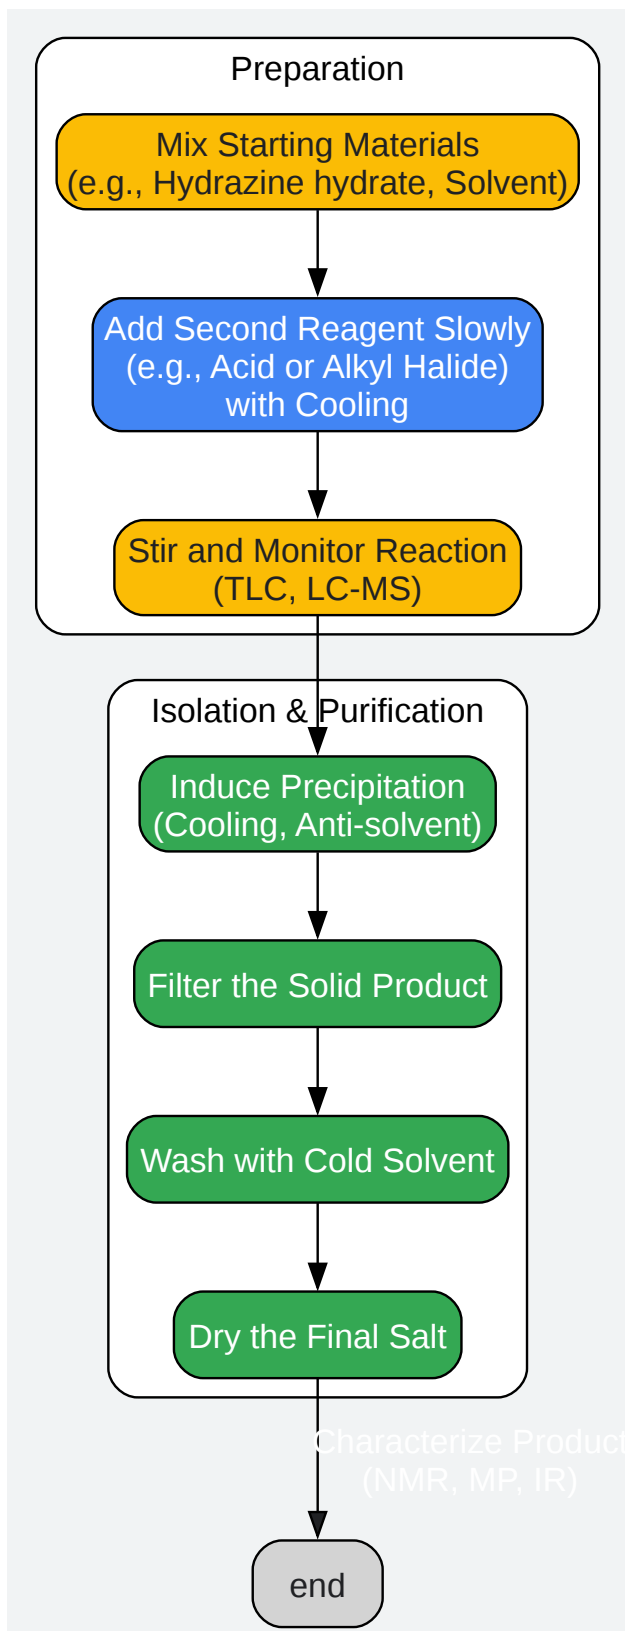 Preparation
Mix Starting Materials
(e.g., Hydrazine hydrate, Solvent)
Add Second Reagent Slowly
(e.g., Acid or Alkyl Halide)
with Cooling
Stir and Monitor Reaction
(TLC, LC-MS)
Isolation & Purification
Induce Precipitation
(Cooling, Anti-solvent)
Filter the Solid Product
Wash with Cold Solvent
Dry the Final Salt
Characterize Product
(NMR, MP, IR)
end